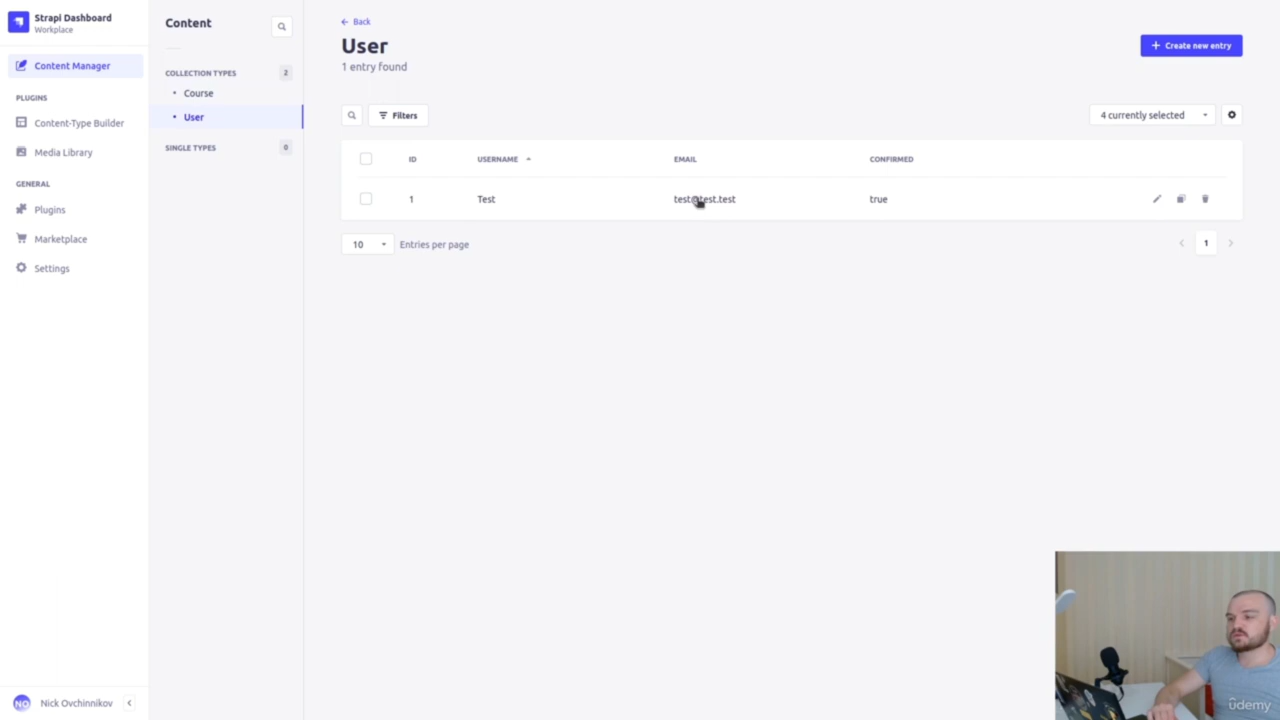 Strapi Dashboard
Workplace
Content Manager
PLUGINS
Content-Type Builder
Media Library
GENERAL
Plugins
Marketplace
Settings
NO Nick Ovchinnikov
Content
COLLECTION TYPES 2
Course
User
SINGLE TYPES 0
Back
User
1 entry found
Create new entry
Filters
4 currently selected
ID USERNAME EMAIL CONFIRMED
1 Test test@test.test true
10 Entries per page
1
ûdemy